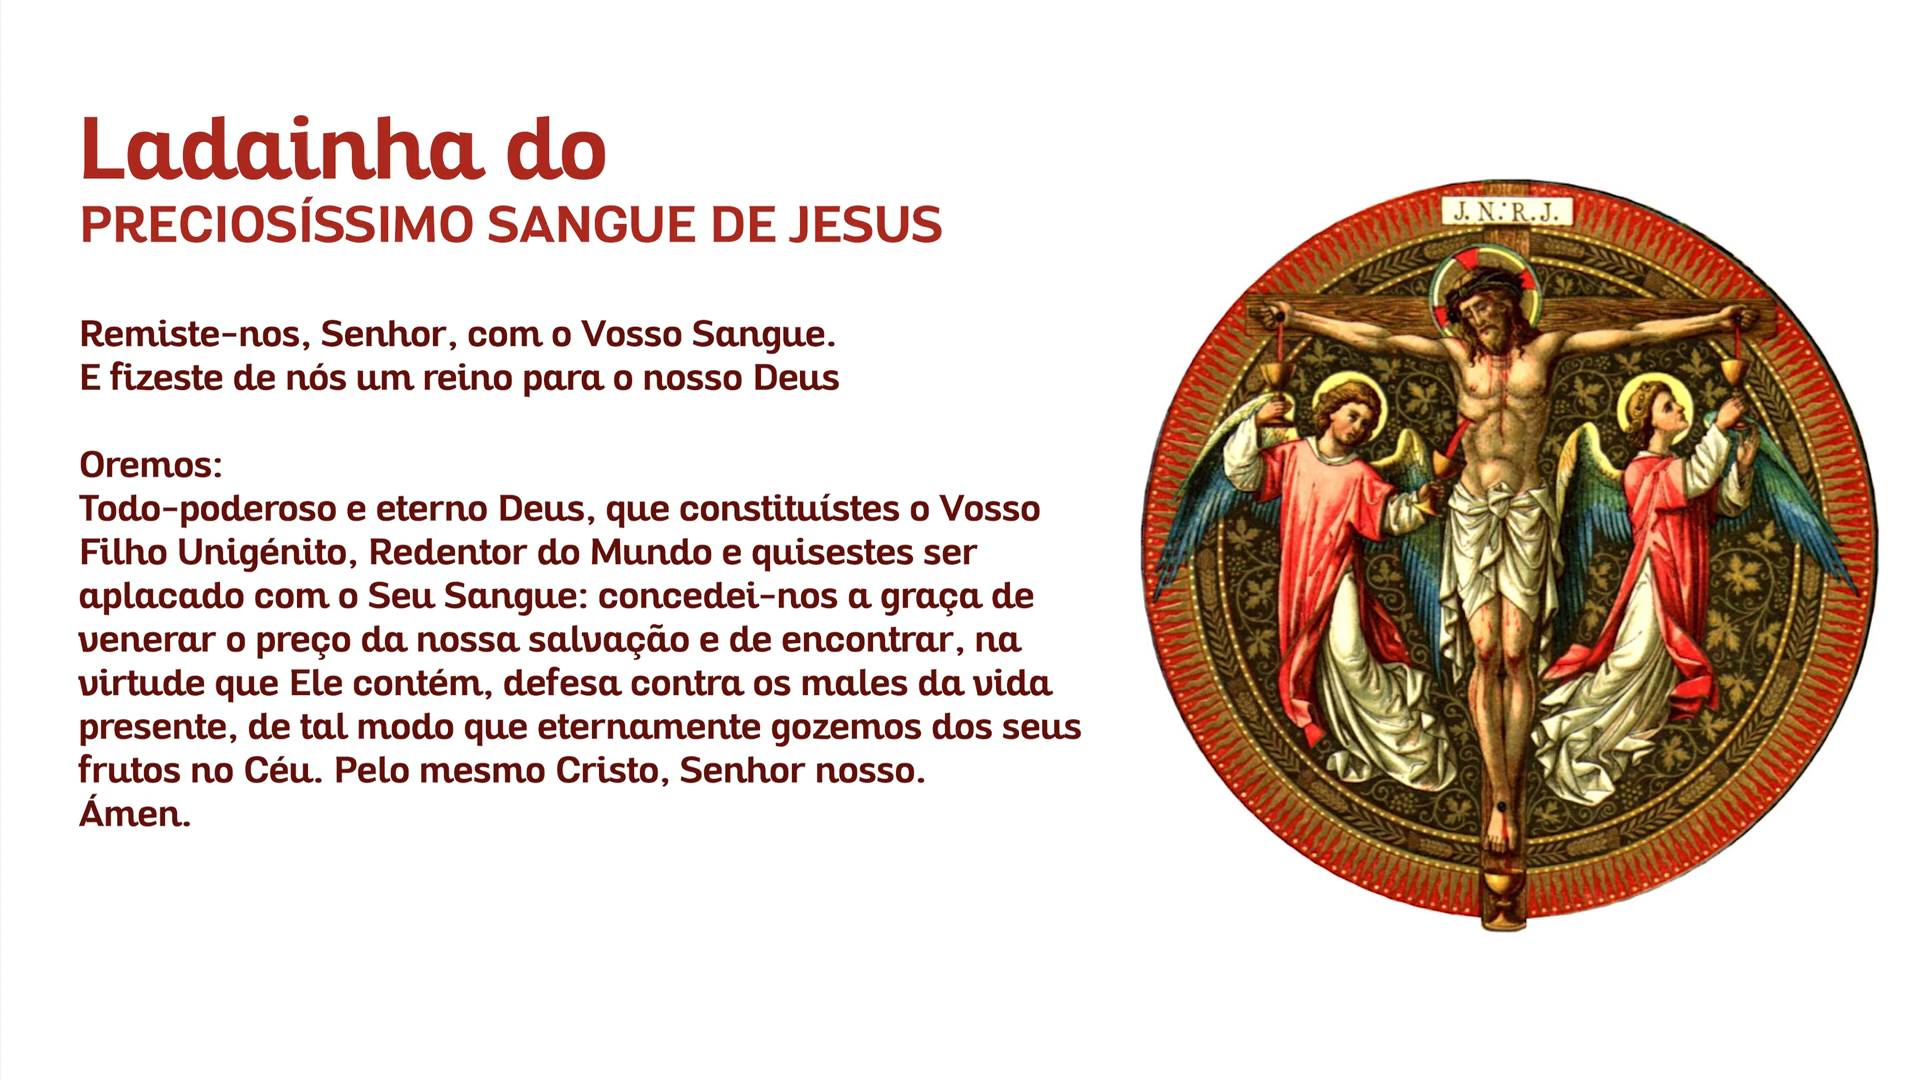 Ladainha do
PRECIOSÍSSIMO SANGUE DE JESUS
Remiste-nos, Senhor, com o Vosso Sangue.
E fizeste de nós um reino para o nosso Deus
Oremos:
Todo-poderoso e eterno Deus, que constituístes o Vosso
Filho Unigénito, Redentor do Mundo e quisestes ser
aplacado com o Seu Sangue: concedei-nos a graça de
venerar o preço da nossa salvação e de encontrar, na
virtude que Ele contém, defesa contra os males da vida
presente, de tal modo que eternamente gozemos dos seus
frutos no Céu. Pelo mesmo Cristo, Senhor nosso.
Ámen.
J. N. R. J.